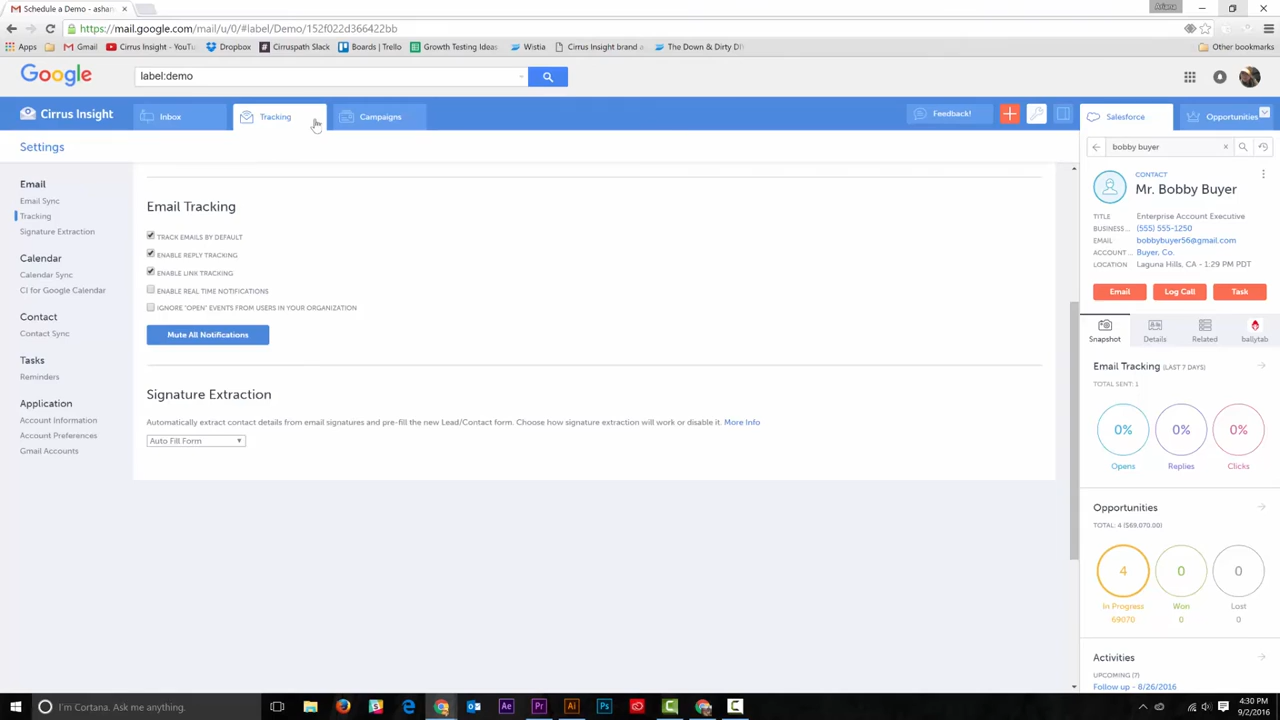 Schedule a Demo - ashan
Ariana
https://mail.google.com/mail/u/0/#label/Demo/152f022d366422bb
Apps
Gmail
Cirrus Insight - YouTu
Dropbox
Cirruspath Slack
Boards | Trello
Growth Testing Ideas
Wistia
Cirrus Insight brand a
The Down & Dirty DIY
Other bookmarks
Google
label:demo
Cirrus Insight
Inbox
Tracking
Campaigns
Feedback!
Salesforce
Opportunities
Settings
Email
Email Sync
Tracking
Signature Extraction
Calendar
Calendar Sync
CI for Google Calendar
Contact
Contact Sync
Tasks
Reminders
Application
Account Information
Account Preferences
Gmail Accounts
Email Tracking
TRACK EMAILS BY DEFAULT
ENABLE REPLY TRACKING
ENABLE LINK TRACKING
ENABLE REAL TIME NOTIFICATIONS
IGNORE "OPEN" EVENTS FROM USERS IN YOUR ORGANIZATION
Mute All Notifications
Signature Extraction
Automatically extract contact details from email signatures and pre-fill the new Lead/Contact form. Choose how signature extraction will work or disable it. More Info
Auto Fill Form
bobby buyer
CONTACT
Mr. Bobby Buyer
TITLE Enterprise Account Executive
BUSINESS ... (555) 555-1250
EMAIL bobbybuyer56@gmail.com
ACCOUNT ... Buyer, Co.
LOCATION Laguna Hills, CA - 1:29 PM PDT
Email
Log Call
Task
Snapshot
Details
Related
ballytab
Email Tracking (LAST 7 DAYS)
TOTAL SENT: 1
0% 0% 0%
Opens Replies Clicks
Opportunities
TOTAL: 4 ($69,070.00)
4 0 0
In Progress Won Lost
69070 0 0
Activities
UPCOMING (7)
Follow up - 8/26/2016
I'm Cortana. Ask me anything.
4:30 PM
9/2/2016